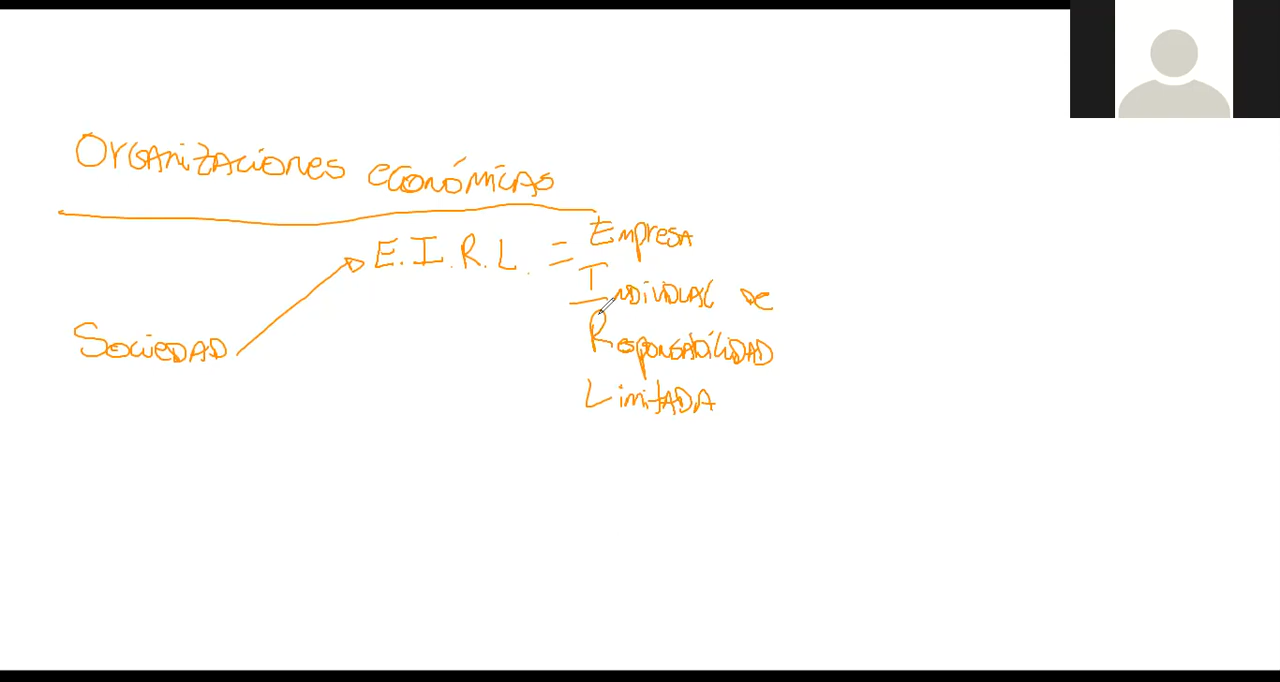 Organizaciones económicas
E.I.R.L. = Empresa
Individual de
Sociedad
Responsabilidad
Limitada